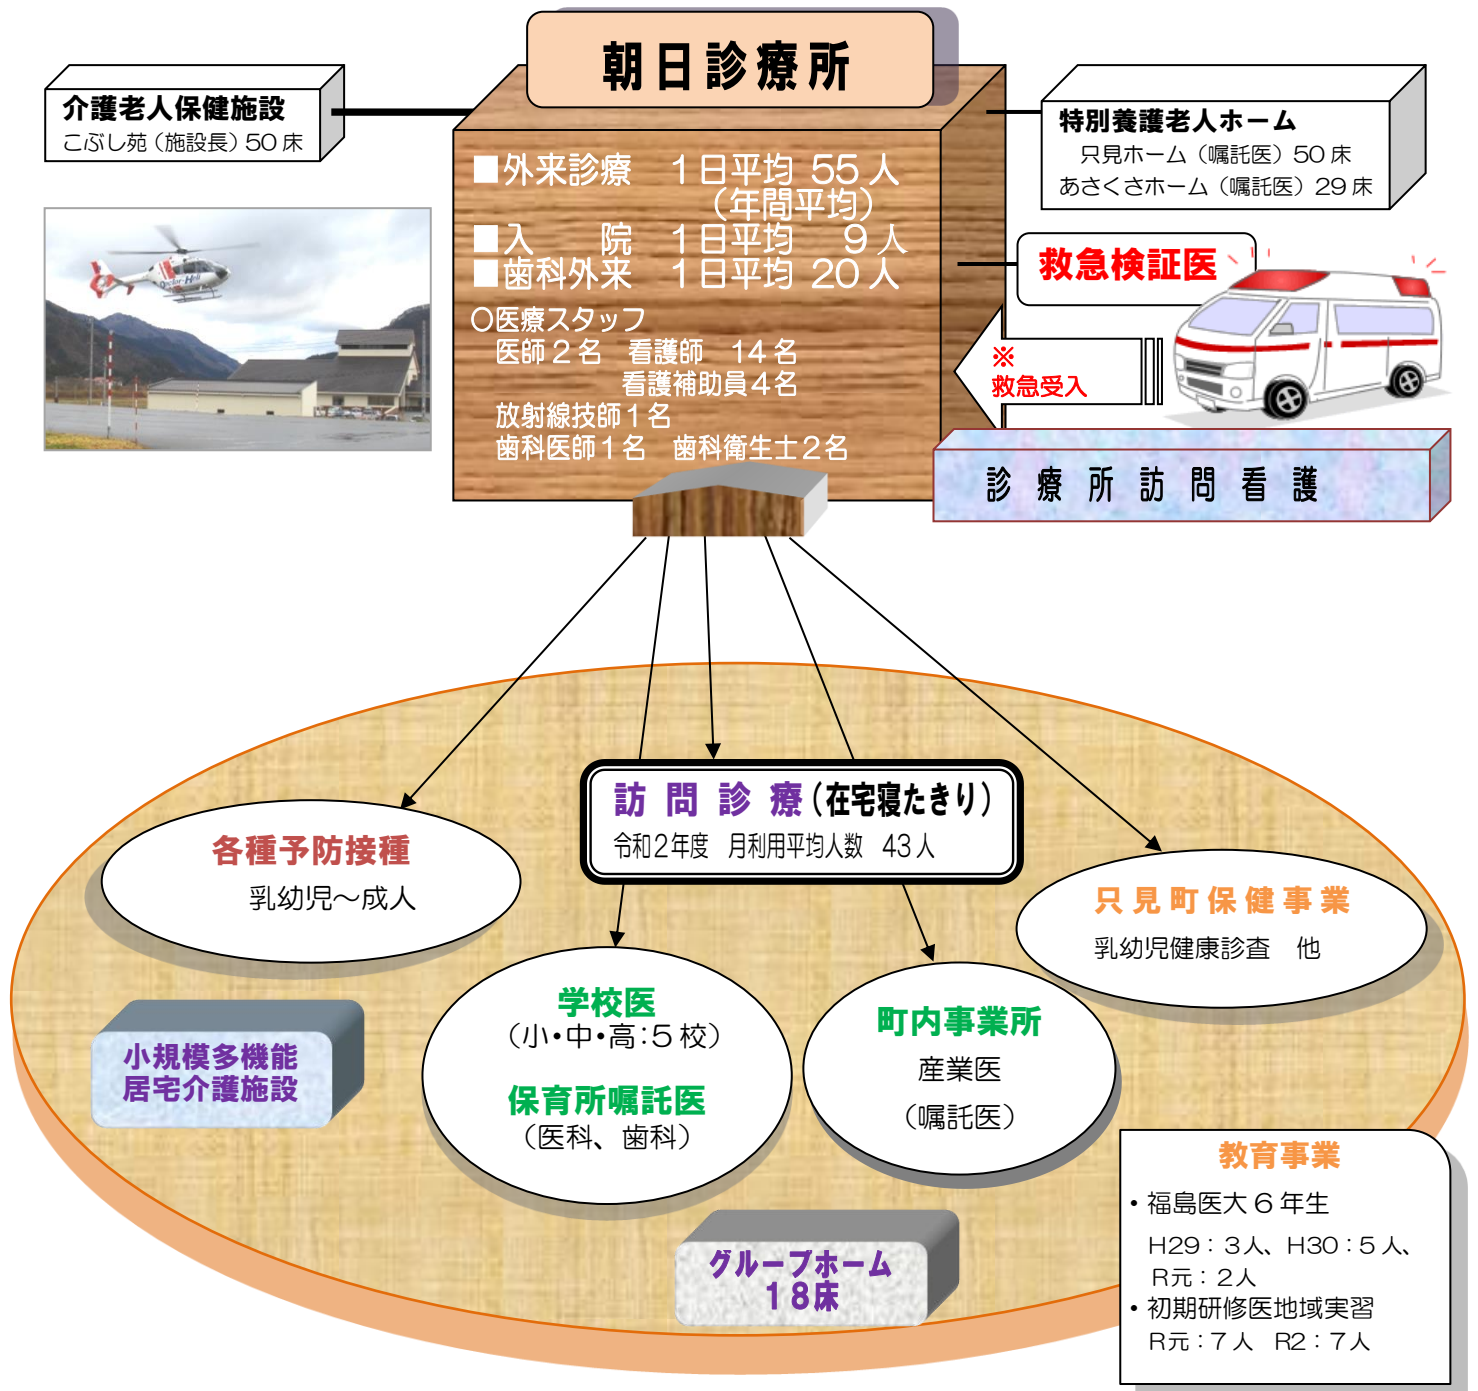 朝日診療所
介護老人保健施設
こぶし苑（施設長）50床
特別養護老人ホーム
只見ホーム（嘱託医）50床
あさくさホーム（嘱託医）29床
■外来診療　1日平均 55人
（年間平均）
■入　　院　1日平均　9人
■歯科外来　1日平均 20人
○医療スタッフ
医師2名　看護師　14名
看護補助員4名
放射線技師1名
歯科医師1名　歯科衛生士2名
救急検証医
※
救急受入
診療所訪問看護
Doctor-Heli
訪問診療（在宅寝たきり）
令和2年度　月利用平均人数　43人
各種予防接種
乳幼児～成人
只見町保健事業
乳幼児健康診査　他
学校医
（小・中・高：5校）
保育所嘱託医
（医科、歯科）
町内事業所
産業医
（嘱託医）
小規模多機能
居宅介護施設
グループホーム
18床
教育事業
・福島医大6年生
H29：3人、H30：5人、
R元：2人
・初期研修医地域実習
R元：7人　R2：7人